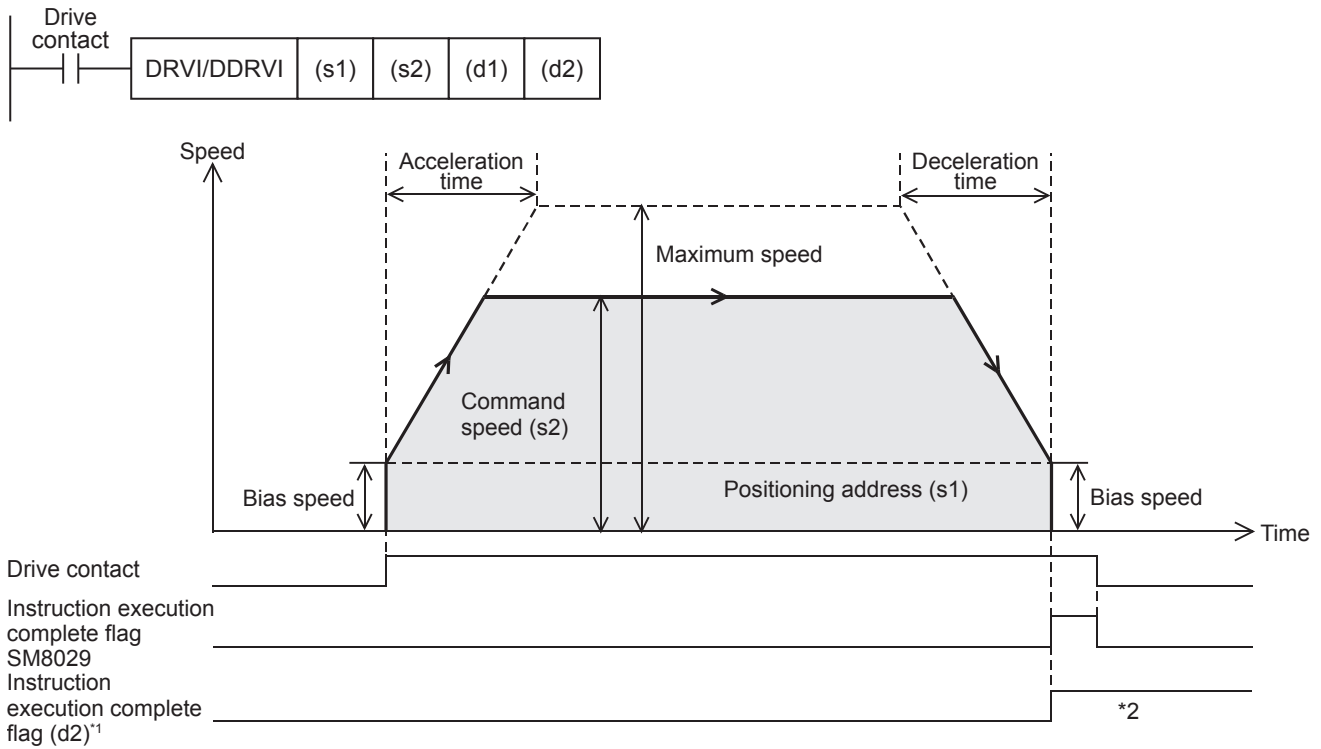 Drive
contact
DRVI/DDRVI (s1) (s2) (d1) (d2)
Speed
Acceleration
time
Deceleration
time
Maximum speed
Command
speed (s2)
Bias speed
Positioning address (s1)
Bias speed
Time
Drive contact
Instruction execution
complete flag
SM8029
Instruction
execution complete
flag (d2)*1
*2